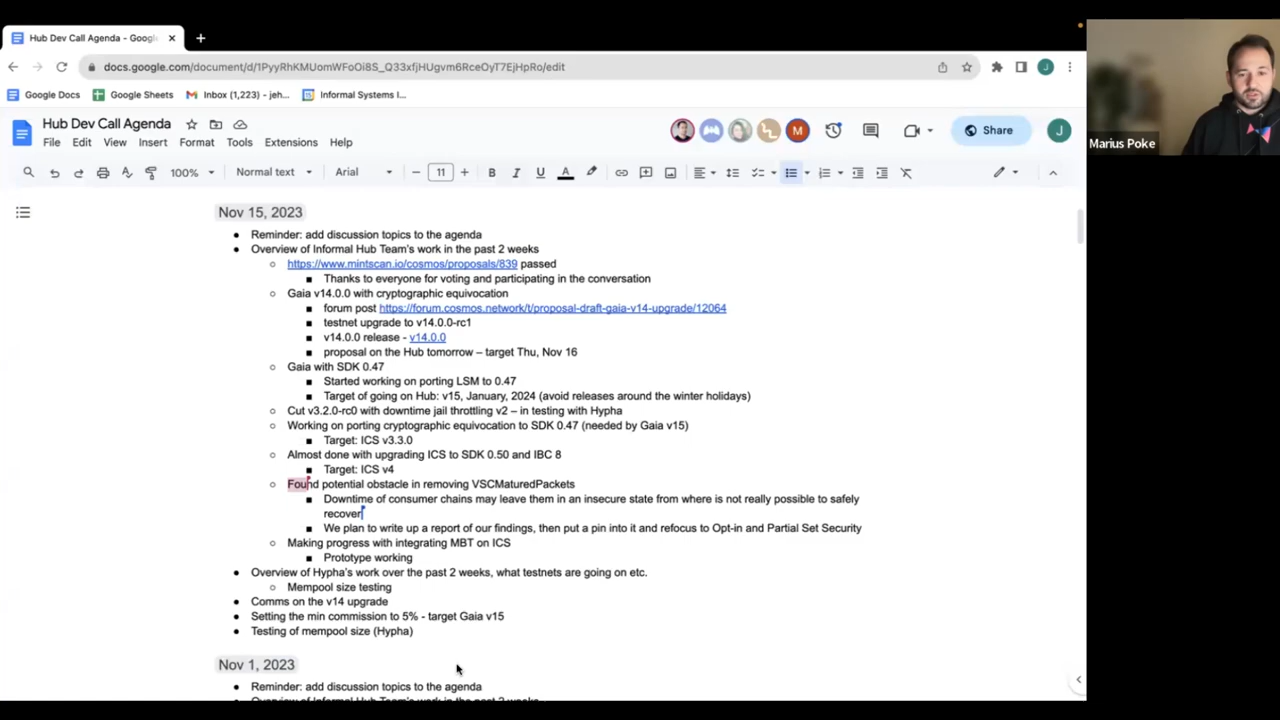 Hub Dev Call Agenda - Googl
docs.google.com/document/d/1PyyRhKMUomWFoOi8S_Q33xfjHUgvm6RceOyT7EjHpRo/edit
J
Google Docs
Google Sheets
Inbox (1,223) - jeh...
Informal Systems I...
Hub Dev Call Agenda
M
Share
J
File Edit View Insert Format Tools Extensions Help
100% Normal text Arial 11 B I U A
Marius Poke
Nov 15, 2023
Reminder: add discussion topics to the agenda
Overview of Informal Hub Team's work in the past 2 weeks
https://www.mintscan.io/cosmos/proposals/839 passed
Thanks to everyone for voting and participating in the conversation
Gaia v14.0.0 with cryptographic equivocation
forum post https://forum.cosmos.network/t/proposal-draft-gaia-v14-upgrade/12064
testnet upgrade to v14.0.0-rc1
v14.0.0 release - v14.0.0
proposal on the Hub tomorrow – target Thu, Nov 16
Gaia with SDK 0.47
Started working on porting LSM to 0.47
Target of going on Hub: v15, January, 2024 (avoid releases around the winter holidays)
Cut v3.2.0-rc0 with downtime jail throttling v2 – in testing with Hypha
Working on porting cryptographic equivocation to SDK 0.47 (needed by Gaia v15)
Target: ICS v3.3.0
Almost done with upgrading ICS to SDK 0.50 and IBC 8
Target: ICS v4
Found potential obstacle in removing VSCMaturedPackets
Downtime of consumer chains may leave them in an insecure state from where is not really possible to safely
recover
We plan to write up a report of our findings, then put a pin into it and refocus to Opt-in and Partial Set Security
Making progress with integrating MBT on ICS
Prototype working
Overview of Hypha's work over the past 2 weeks, what testnets are going on etc.
Mempool size testing
Comms on the v14 upgrade
Setting the min commission to 5% - target Gaia v15
Testing of mempool size (Hypha)
Nov 1, 2023
Reminder: add discussion topics to the agenda
Overview of Informal Hub Team's work in the past 2 weeks